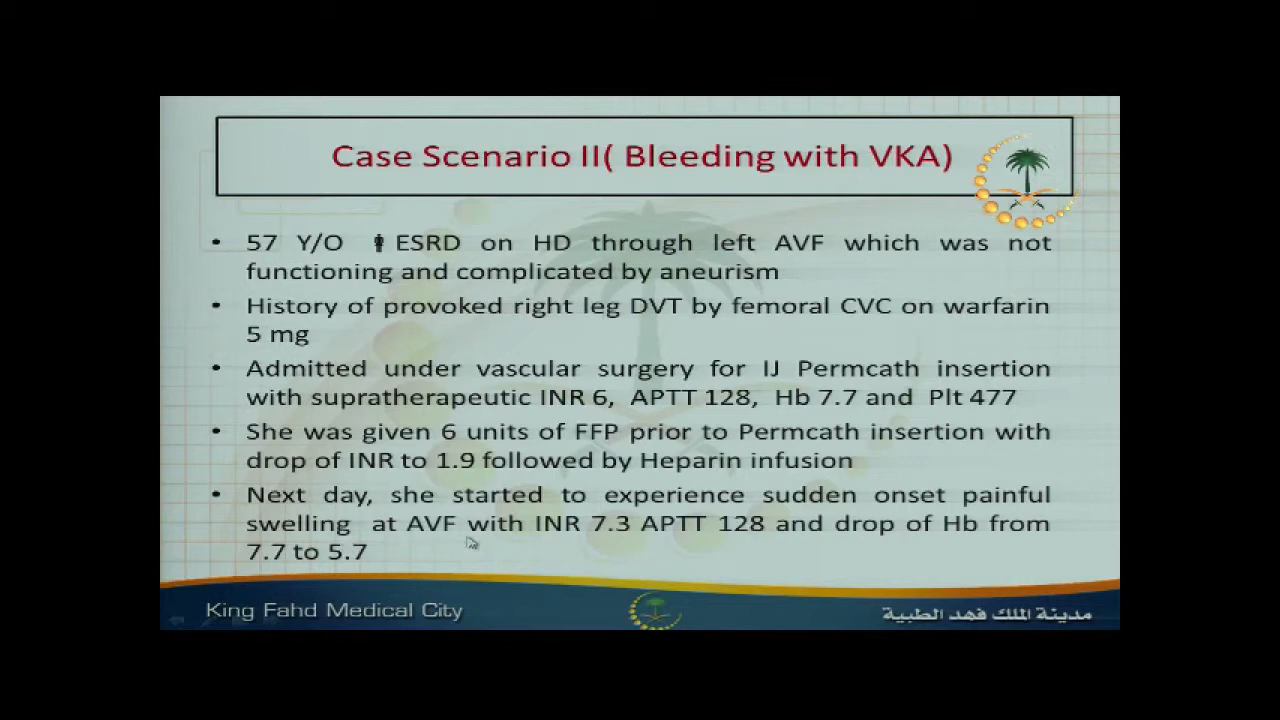 Case Scenario II( Bleeding with VKA)
• 57 Y/O ESRD on HD through left AVF which was not
functioning and complicated by aneurism
• History of provoked right leg DVT by femoral CVC on warfarin
5 mg
• Admitted under vascular surgery for IJ Permcath insertion
with supratherapeutic INR 6, APTT 128, Hb 7.7 and Plt 477
• She was given 6 units of FFP prior to Permcath insertion with
drop of INR to 1.9 followed by Heparin infusion
• Next day, she started to experience sudden onset painful
swelling at AVF with INR 7.3 APTT 128 and drop of Hb from
7.7 to 5.7
King Fahd Medical City
مدينة الملك فهد الطبية